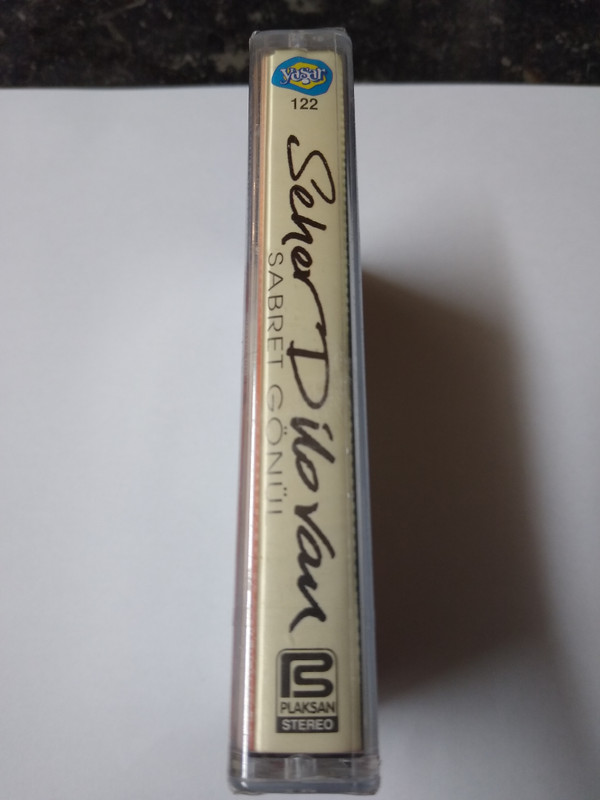 yaşar
122
Seher Dilovan
SABRET GÖNÜL
PLAKSAN
STEREO